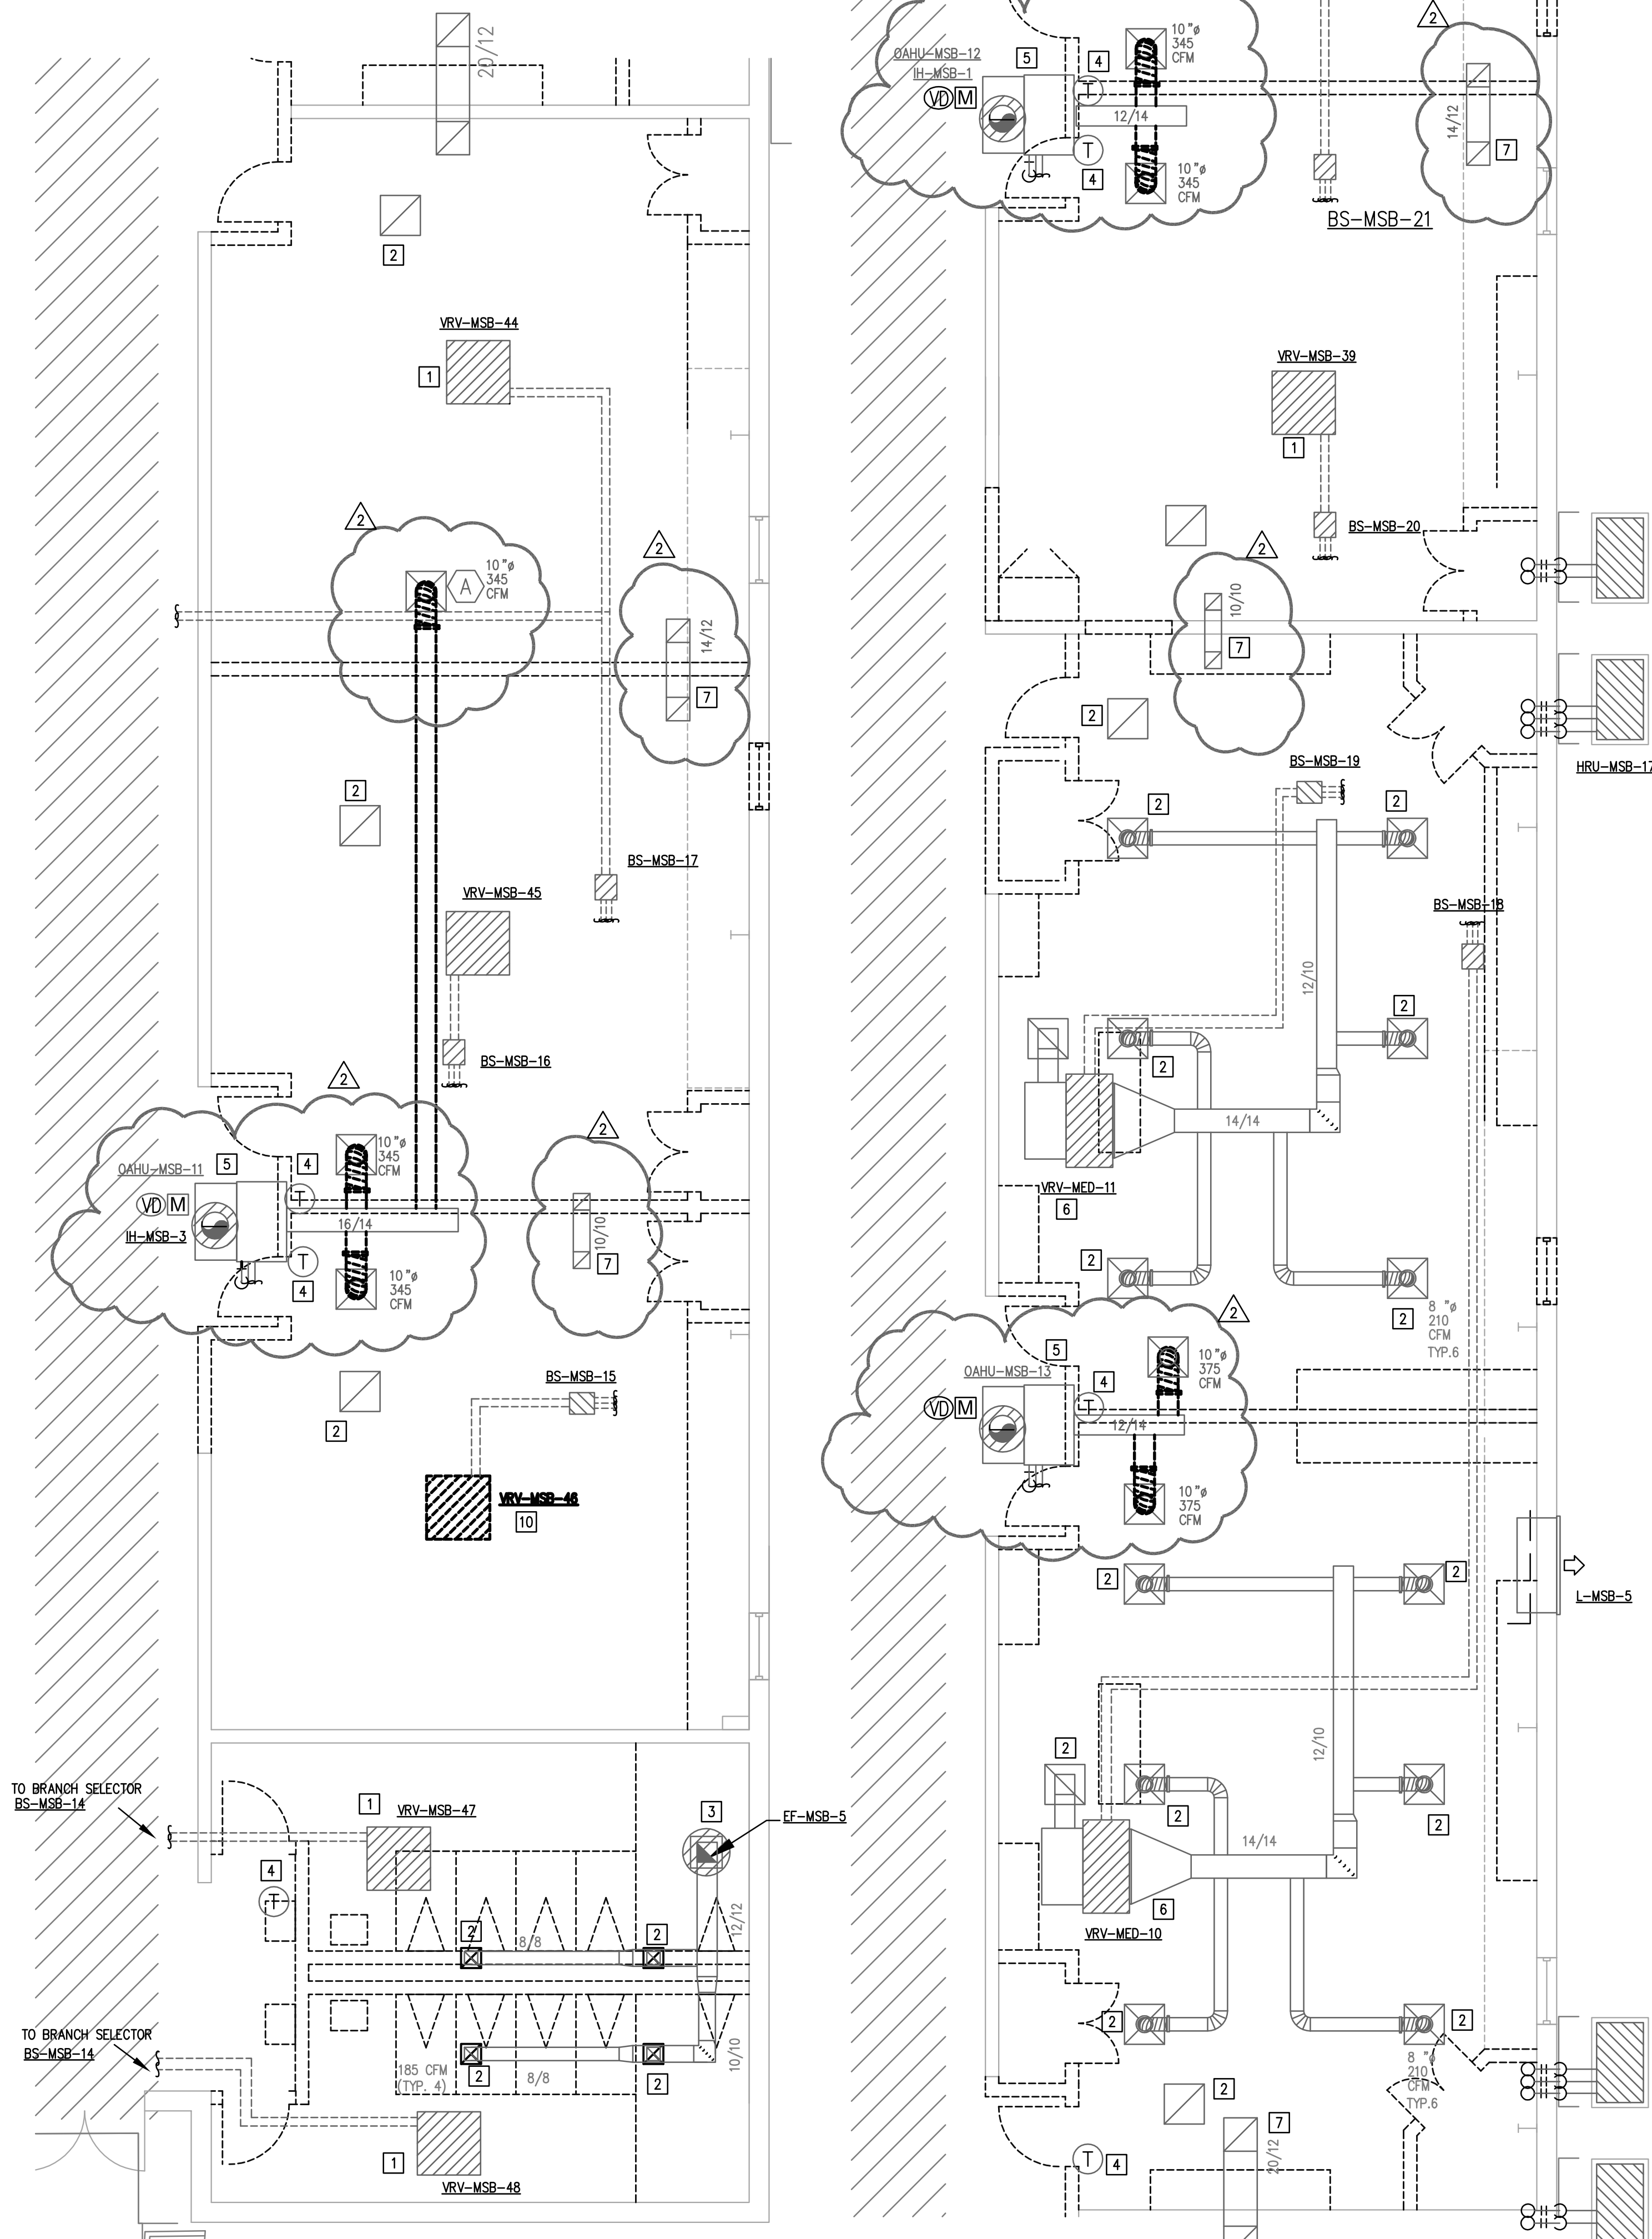 20/12
2
VRV-MSB-44
1
2
10"ø
345
CFM
A
2
14/12
7
2
BS-MSB-17
VRV-MSB-45
BS-MSB-16
2
OAHU-MSB-11
5
4
10"ø
345
CFM
T
VD M
IH-MSB-3
16/14
T
4
10"ø
345
CFM
2
10/10
7
2
BS-MSB-15
VRV-MSB-46
10
TO BRANCH SELECTOR
BS-MSB-14
1
VRV-MSB-47
3
EF-MSB-5
4
T
2
8/8
2
12/12
TO BRANCH SELECTOR
BS-MSB-14
185 CFM
(TYP. 4)
2
8/8
2
10/10
1
VRV-MSB-48
OAHU-MSB-12
IH-MSB-1
5
4
10"ø
345
CFM
VD M
T
12/14
T
4
10"ø
345
CFM
2
14/12
7
BS-MSB-21
VRV-MSB-39
1
BS-MSB-20
2
10/10
7
2
HRU-MSB-17
BS-MSB-19
2
2
BS-MSB-18
12/10
2
2
14/14
VRV-MED-11
6
2
2
8 "ø
210
CFM
TYP.6
2
OAHU-MSB-13
5
4
10"ø
375
CFM
VD M
T
12/14
10"ø
375
CFM
2
2
L-MSB-5
12/10
2
2
2
14/14
6
VRV-MED-10
2
2
8 "ø
210
CFM
TYP.6
2
7
20/12
T
4